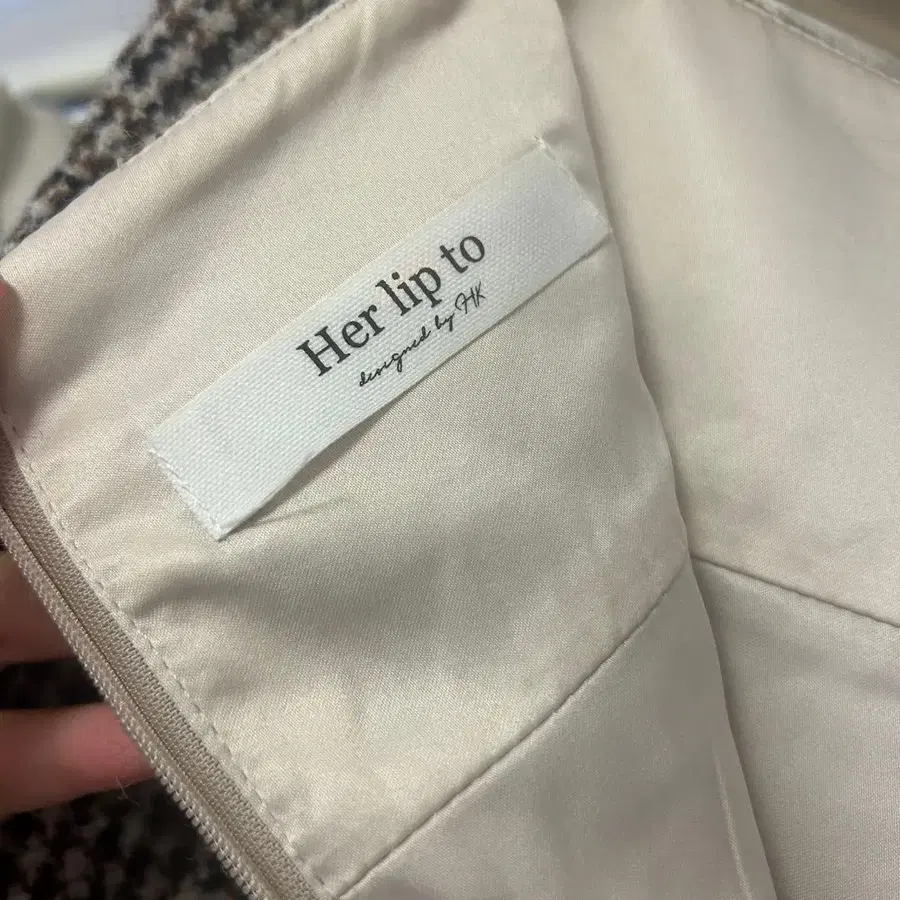 Her lip to
designed by HK